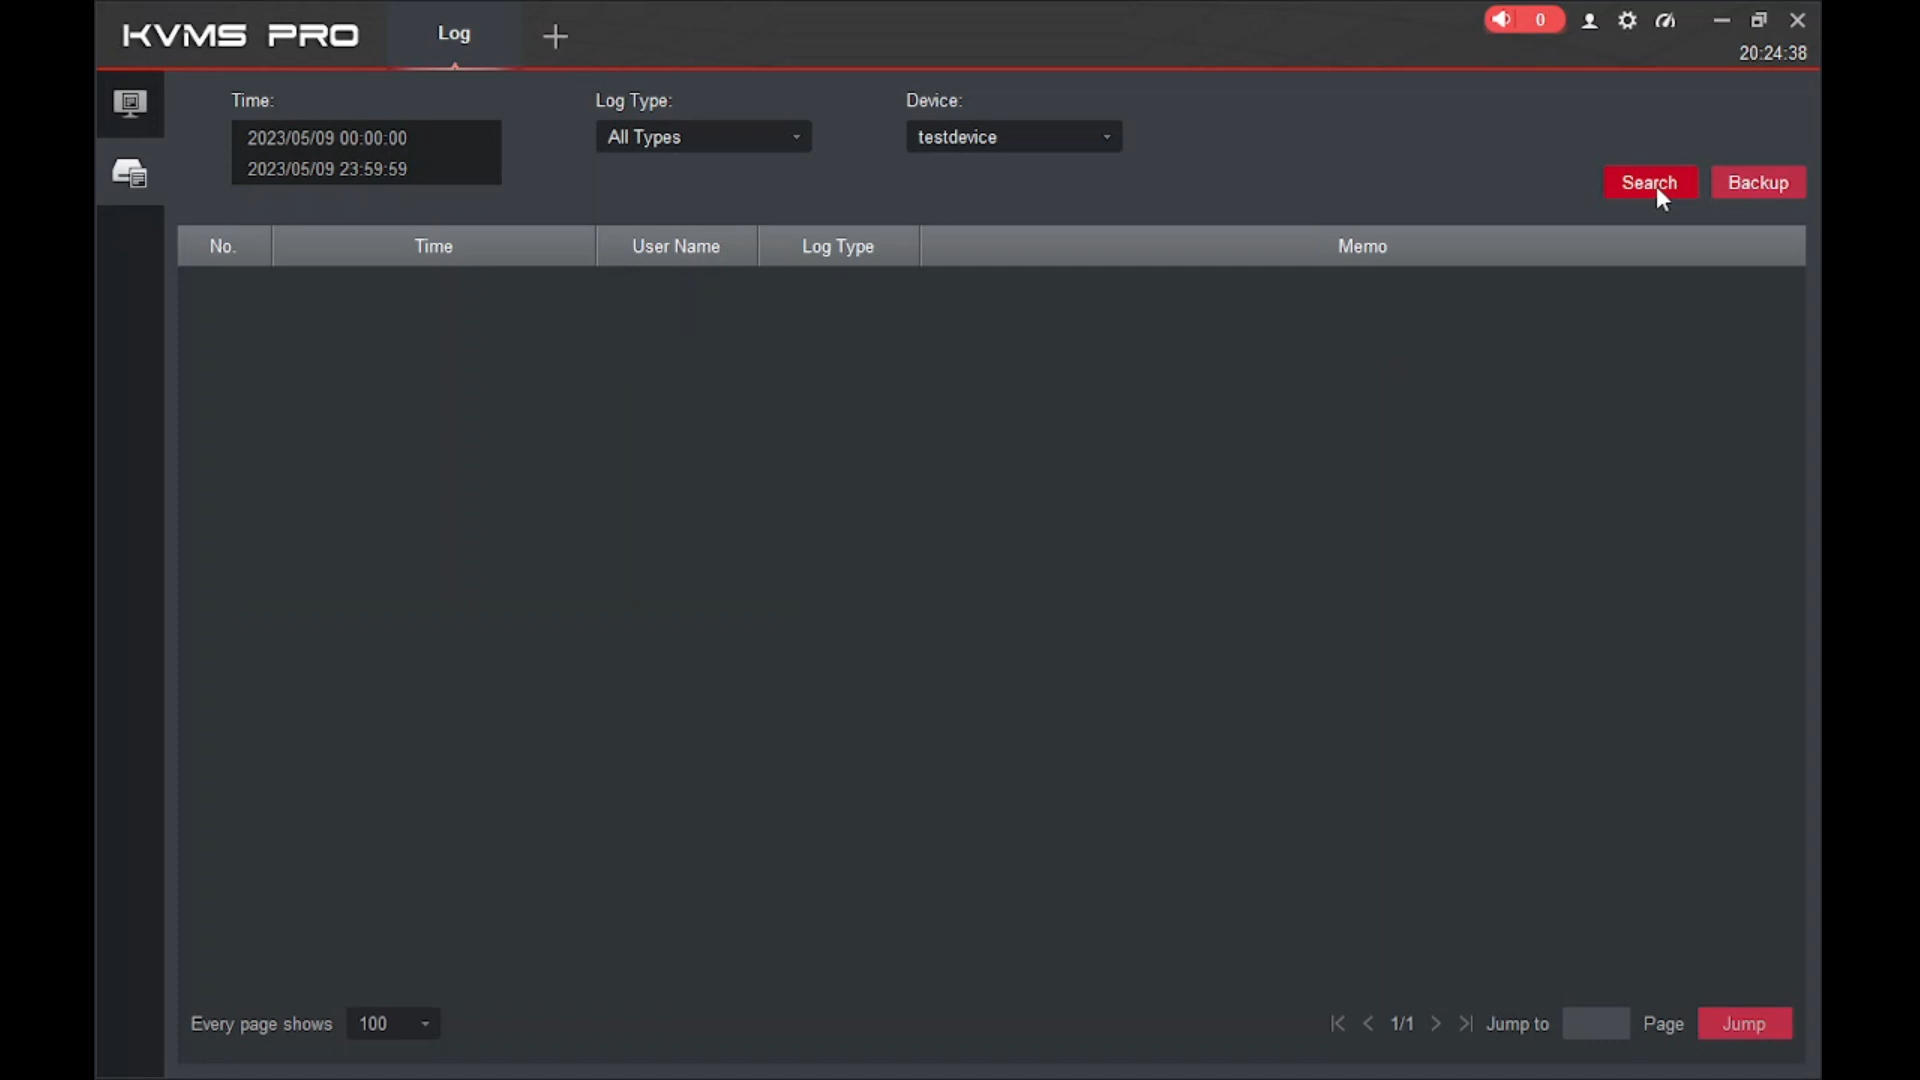 KVMS PRO
Log
0
20:24:38
Time:
Log Type:
Device:
2023/05/09 00:00:00
2023/05/09 23:59:59
All Types
testdevice
Search
Backup
No.
Time
User Name
Log Type
Memo
Every page shows
100
1/1
Jump to
Page
Jump